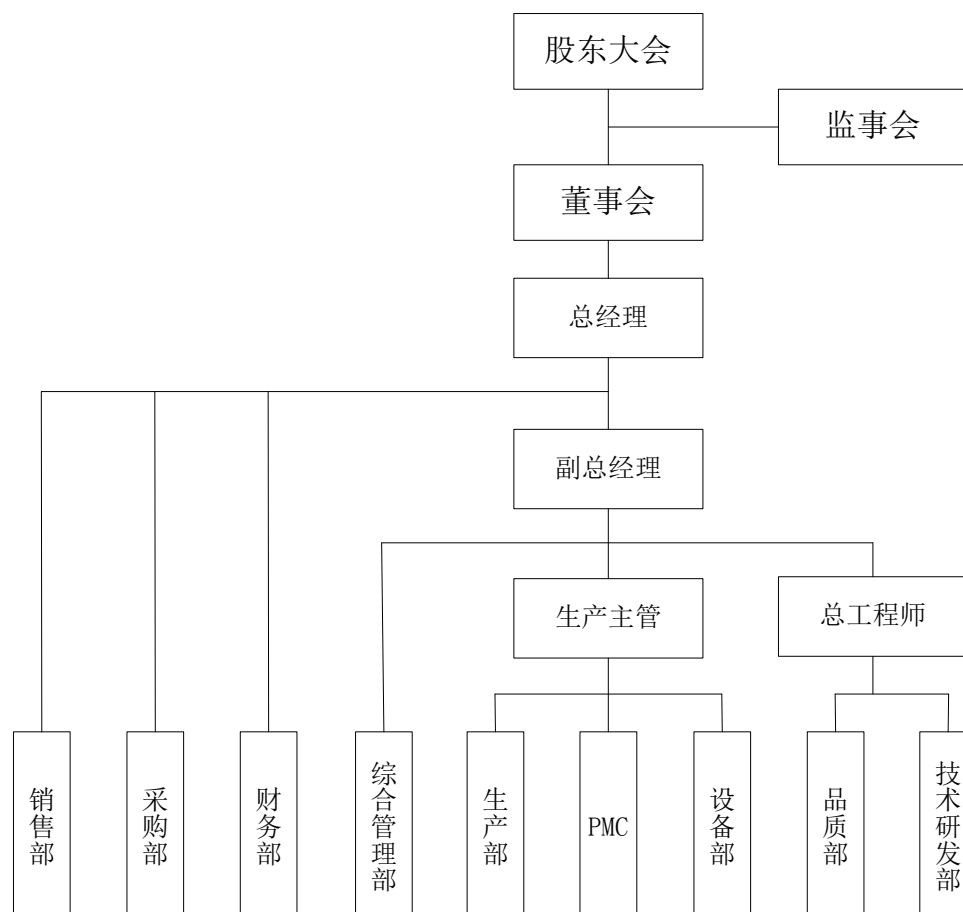 股东大会
监事会
董事会
总经理
副总经理
生产主管
总工程师
销售部
采购部
财务部
综合管理部
生产部
PMC
设备部
品质部
技术研发部